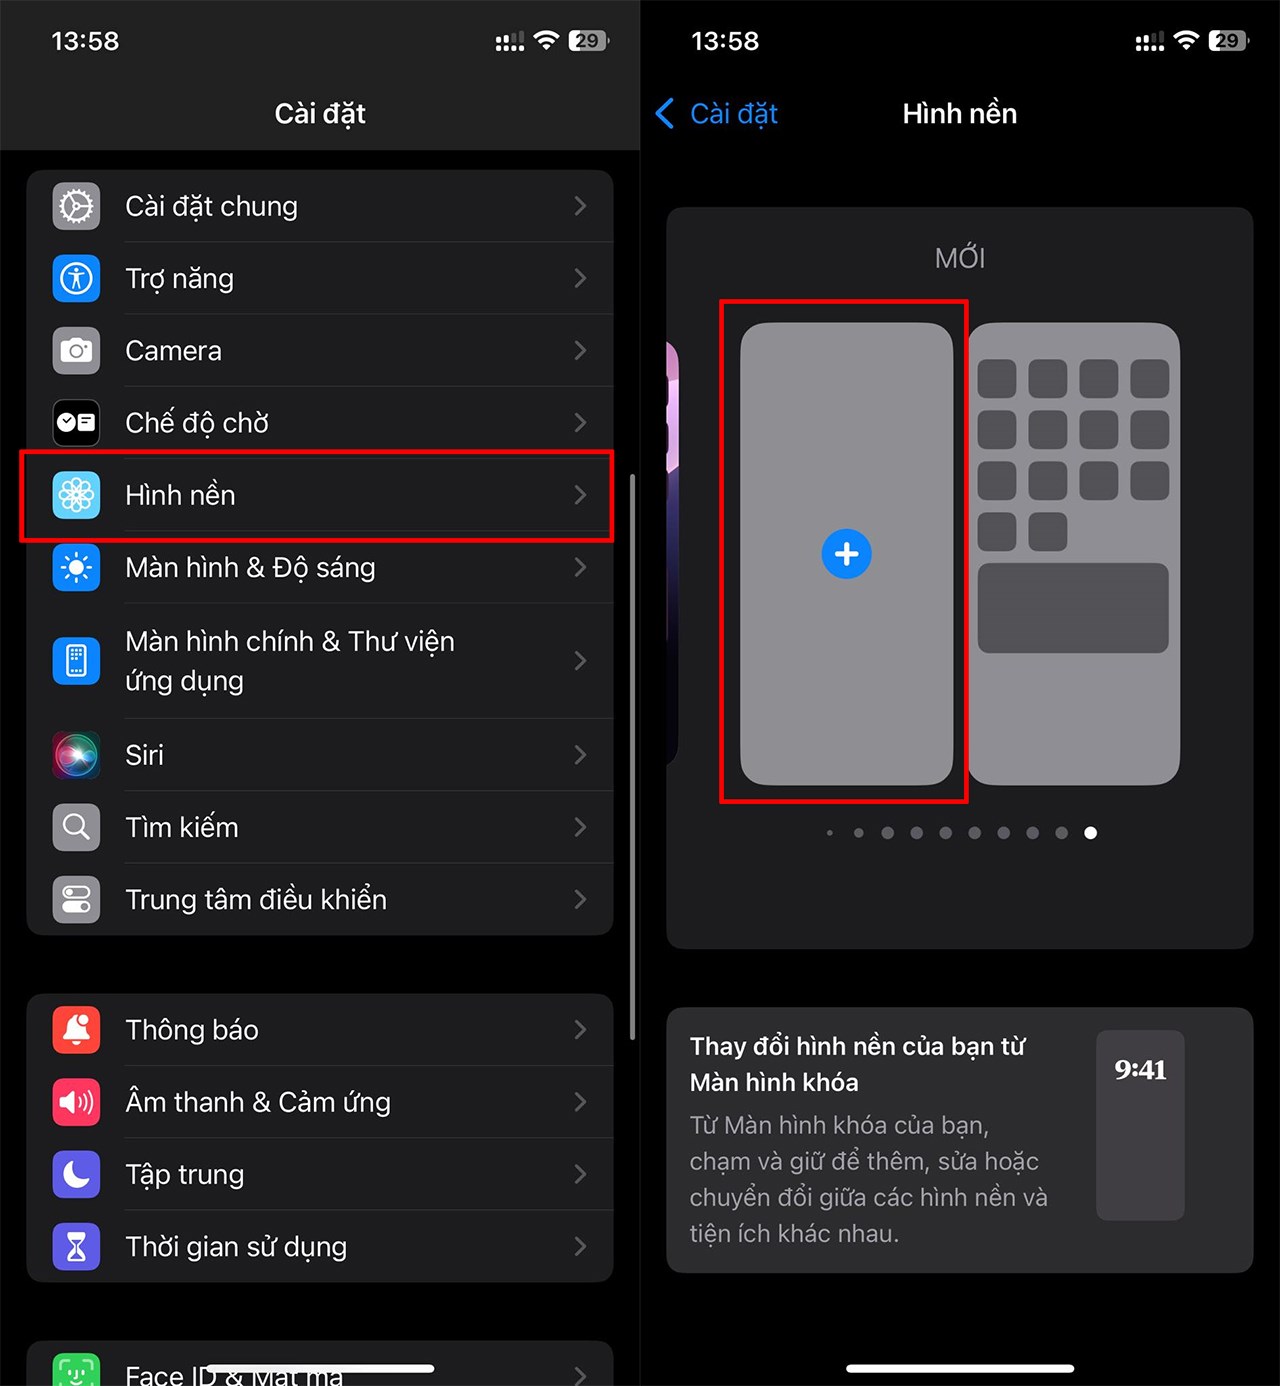 13:58
29
Cài đặt
Cài đặt chung
Trợ năng
Camera
Chế độ chờ
Hình nền
Màn hình & Độ sáng
Màn hình chính & Thư viện
ứng dụng
Siri
Tìm kiếm
Trung tâm điều khiển
Thông báo
Âm thanh & Cảm ứng
Tập trung
Thời gian sử dụng
Face ID & Mật mã
13:58
29
Cài đặt
Hình nền
MỚI
Thay đổi hình nền của bạn từ
Màn hình khóa
Từ Màn hình khóa của bạn,
chạm và giữ để thêm, sửa hoặc
chuyển đổi giữa các hình nền và
tiện ích khác nhau.
9:41